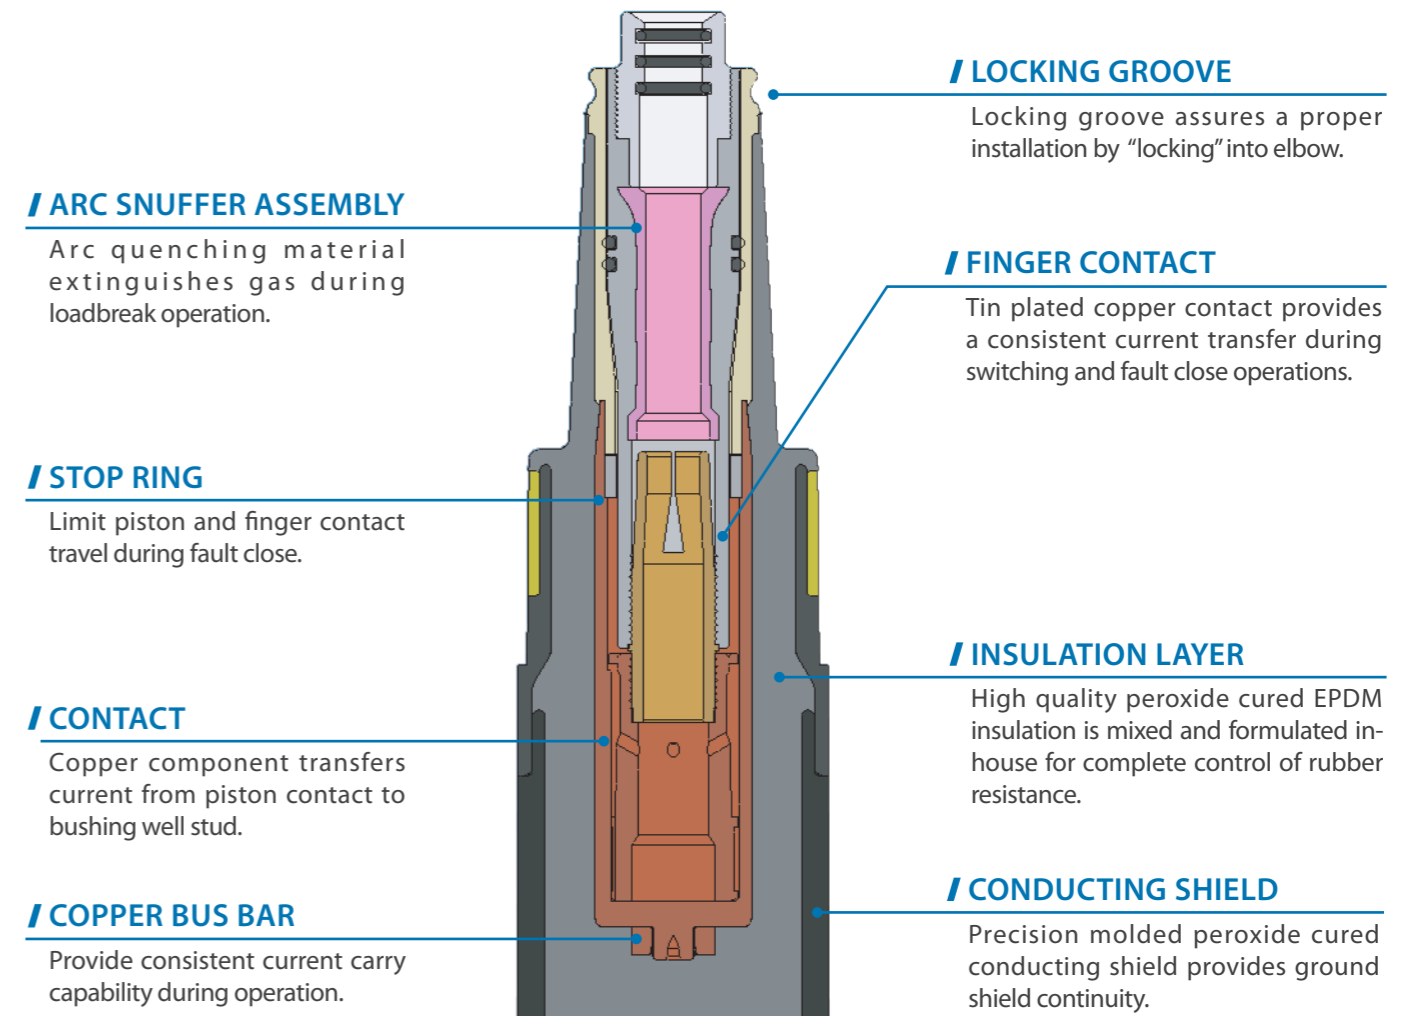 ARC SNUFFER ASSEMBLY
Arc quenching material
extinguishes gas during
loadbreak operation.
STOP RING
Limit piston and finger contact
travel during fault close.
CONTACT
Copper component transfers
current from piston contact to
bushing well stud.
COPPER BUS BAR
Provide consistent current carry
capability during operation.
LOCKING GROOVE
Locking groove assures a proper
installation by “locking” into elbow.
FINGER CONTACT
Tin plated copper contact provides
a consistent current transfer during
switching and fault close operations.
INSULATION LAYER
High quality peroxide cured EPDM
insulation is mixed and formulated in-
house for complete control of rubber
resistance.
CONDUCTING SHIELD
Precision molded peroxide cured
conducting shield provides ground
shield continuity.